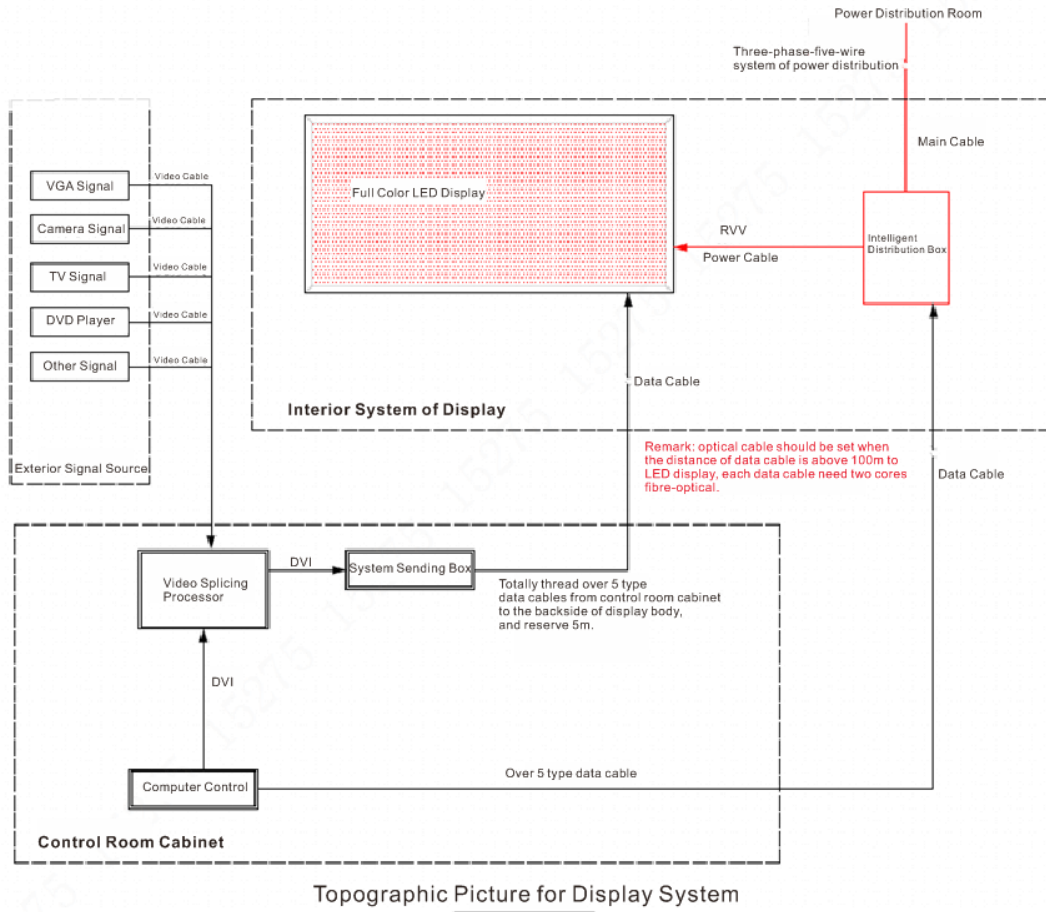 Power Distribution Room
Three-phase-five-wire
system of power distribution
Main Cable
VGA Signal
Video Cable
Camera Signal
Video Cable
TV Signal
Video Cable
DVD Player
Video Cable
Other Signal
Video Cable
Exterior Signal Source
Full Color LED Display
RVV
Power Cable
Intelligent
Distribution Box
Data Cable
Interior System of Display
Remark: optical cable should be set when
the distance of data cable is above 100m to
LED display, each data cable need two cores
fibre-optical.
Data Cable
Video Splicing
Processor
DVI
System Sending Box
Totally thread over 5 type
data cables from control room cabinet
to the backside of display body,
and reserve 5m.
DVI
Computer Control
Over 5 type data cable
Control Room Cabinet
Topographic Picture for Display System
15275 15275 15275 15275 15275 15275